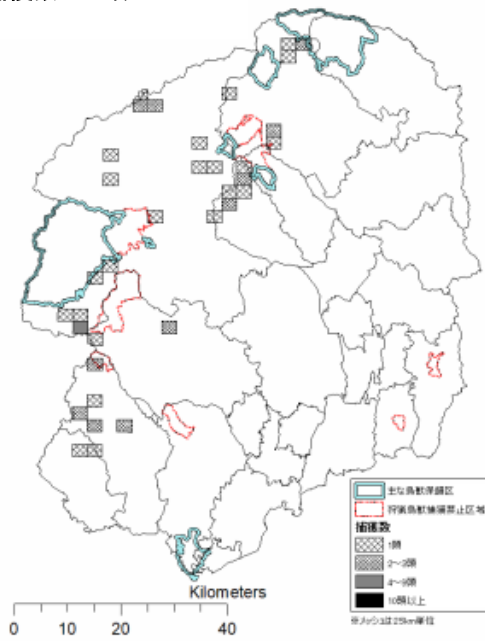 主な鳥獣保護区
狩猟鳥獣捕獲禁止区域
捕獲数
1頭
2～3頭
4～9頭
10頭以上
Kilometers
0 10 20 40
※メッシュは2.5km単位